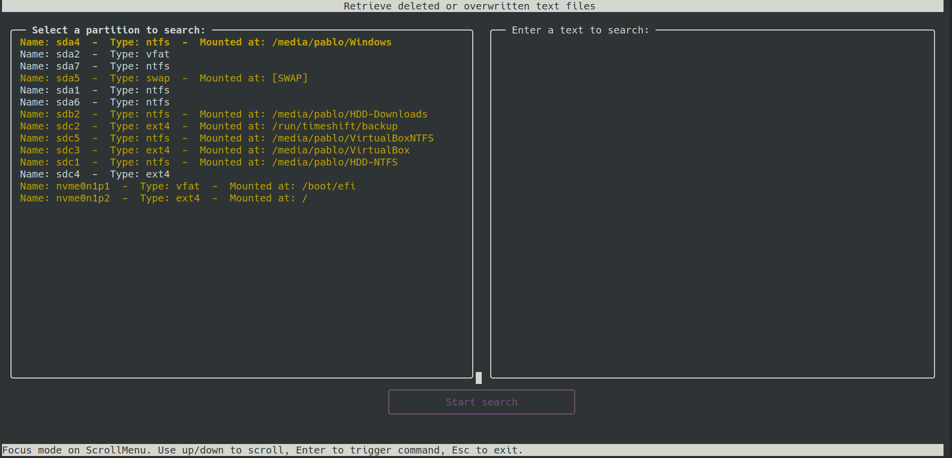 Retrieve deleted or overwritten text files
Select a partition to search:
Name: sda4  -  Type: ntfs  -  Mounted at: /media/pablo/Windows
Name: sda2  -  Type: vfat
Name: sda7  -  Type: ntfs
Name: sda5  -  Type: swap  -  Mounted at: [SWAP]
Name: sda1  -  Type: ntfs
Name: sda6  -  Type: ntfs
Name: sdb2  -  Type: ntfs  -  Mounted at: /media/pablo/HDD-Downloads
Name: sdc2  -  Type: ext4  -  Mounted at: /run/timeshift/backup
Name: sdc5  -  Type: ntfs  -  Mounted at: /media/pablo/VirtualBoxNTFS
Name: sdc3  -  Type: ext4  -  Mounted at: /media/pablo/VirtualBox
Name: sdc1  -  Type: ntfs  -  Mounted at: /media/pablo/HDD-NTFS
Name: sdc4  -  Type: ext4
Name: nvme0n1p1  -  Type: vfat  -  Mounted at: /boot/efi
Name: nvme0n1p2  -  Type: ext4  -  Mounted at: /
Enter a text to search:
Start search
Focus mode on ScrollMenu. Use up/down to scroll, Enter to trigger command, Esc to exit.